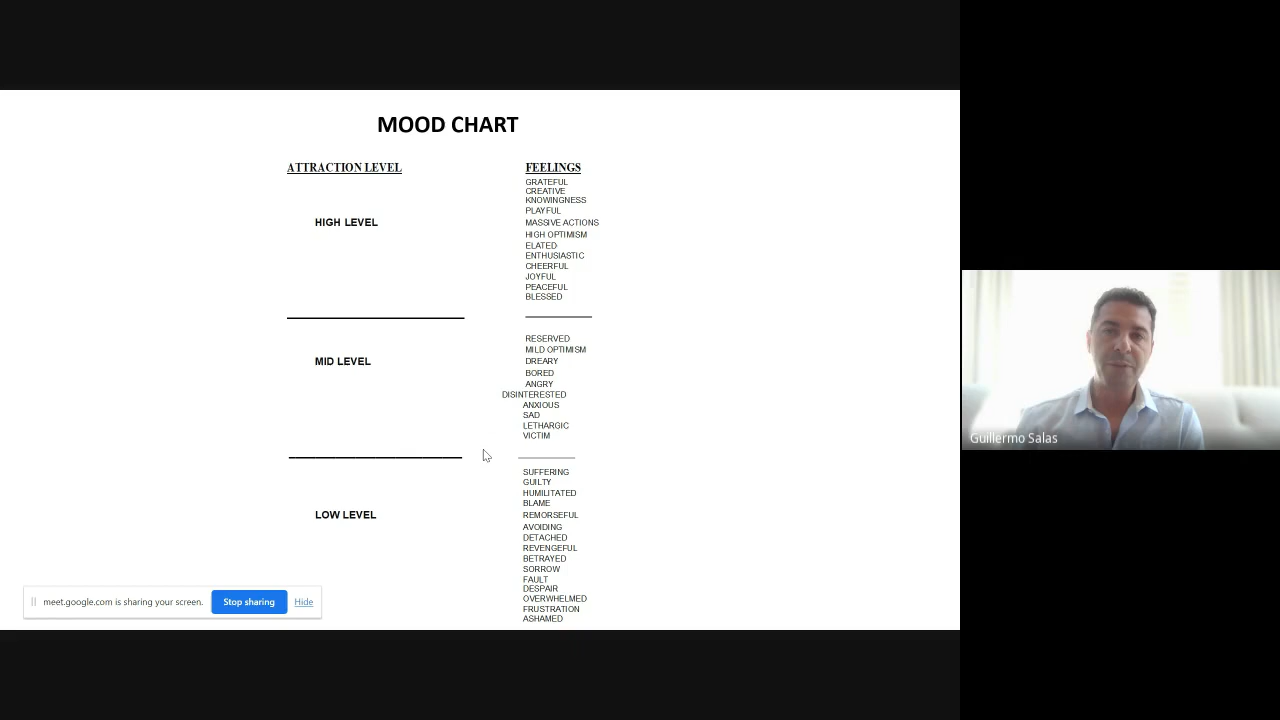 MOOD CHART
ATTRACTION LEVEL
FEELINGS
HIGH LEVEL
GRATEFUL
CREATIVE
KNOWINGNESS
PLAYFUL
MASSIVE ACTIONS
HIGH OPTIMISM
ELATED
ENTHUSIASTIC
CHEERFUL
JOYFUL
PEACEFUL
BLESSED
MID LEVEL
RESERVED
MILD OPTIMISM
DREARY
BORED
ANGRY
DISINTERESTED
ANXIOUS
SAD
LETHARGIC
VICTIM
LOW LEVEL
SUFFERING
GUILTY
HUMILITATED
BLAME
REMORSEFUL
AVOIDING
DETACHED
REVENGEFUL
BETRAYED
SORROW
FAULT
DESPAIR
OVERWHELMED
FRUSTRATION
ASHAMED
meet.google.com is sharing your screen. Stop sharing Hide
Guillermo Salas